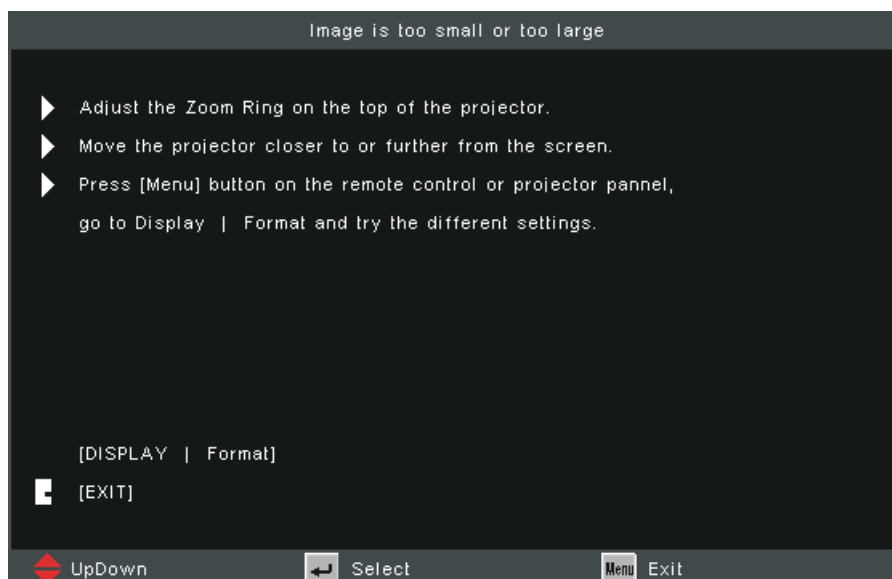 Image is too small or too large
Adjust the Zoom Ring on the top of the projector.
Move the projector closer to or further from the screen.
Press [Menu] button on the remote control or projector pannel,
go to Display | Format and try the different settings.
[DISPLAY | Format]
[EXIT]
UpDown Select Menu Exit